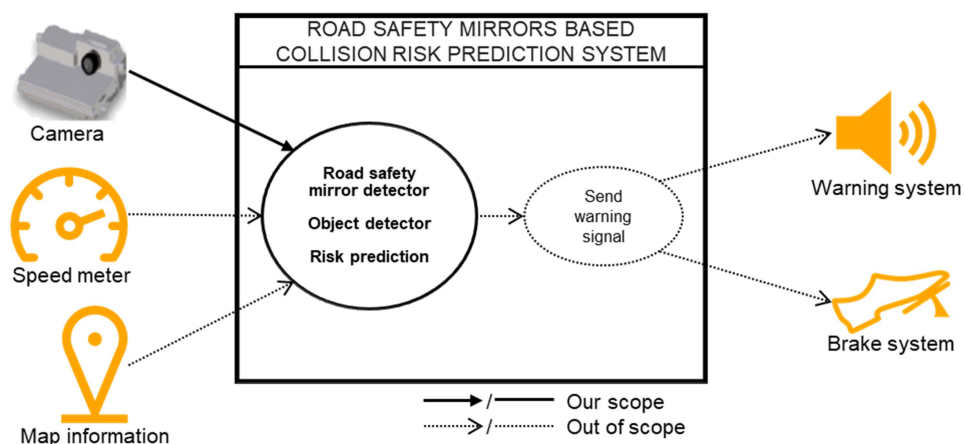 ROAD SAFETY MIRRORS BASED
COLLISION RISK PREDICTION SYSTEM
Camera
Speed meter
Map information
Road safety
mirror detector
Object detector
Risk prediction
Send
warning
signal
Warning system
Brake system
/ Our scope
/ Out of scope